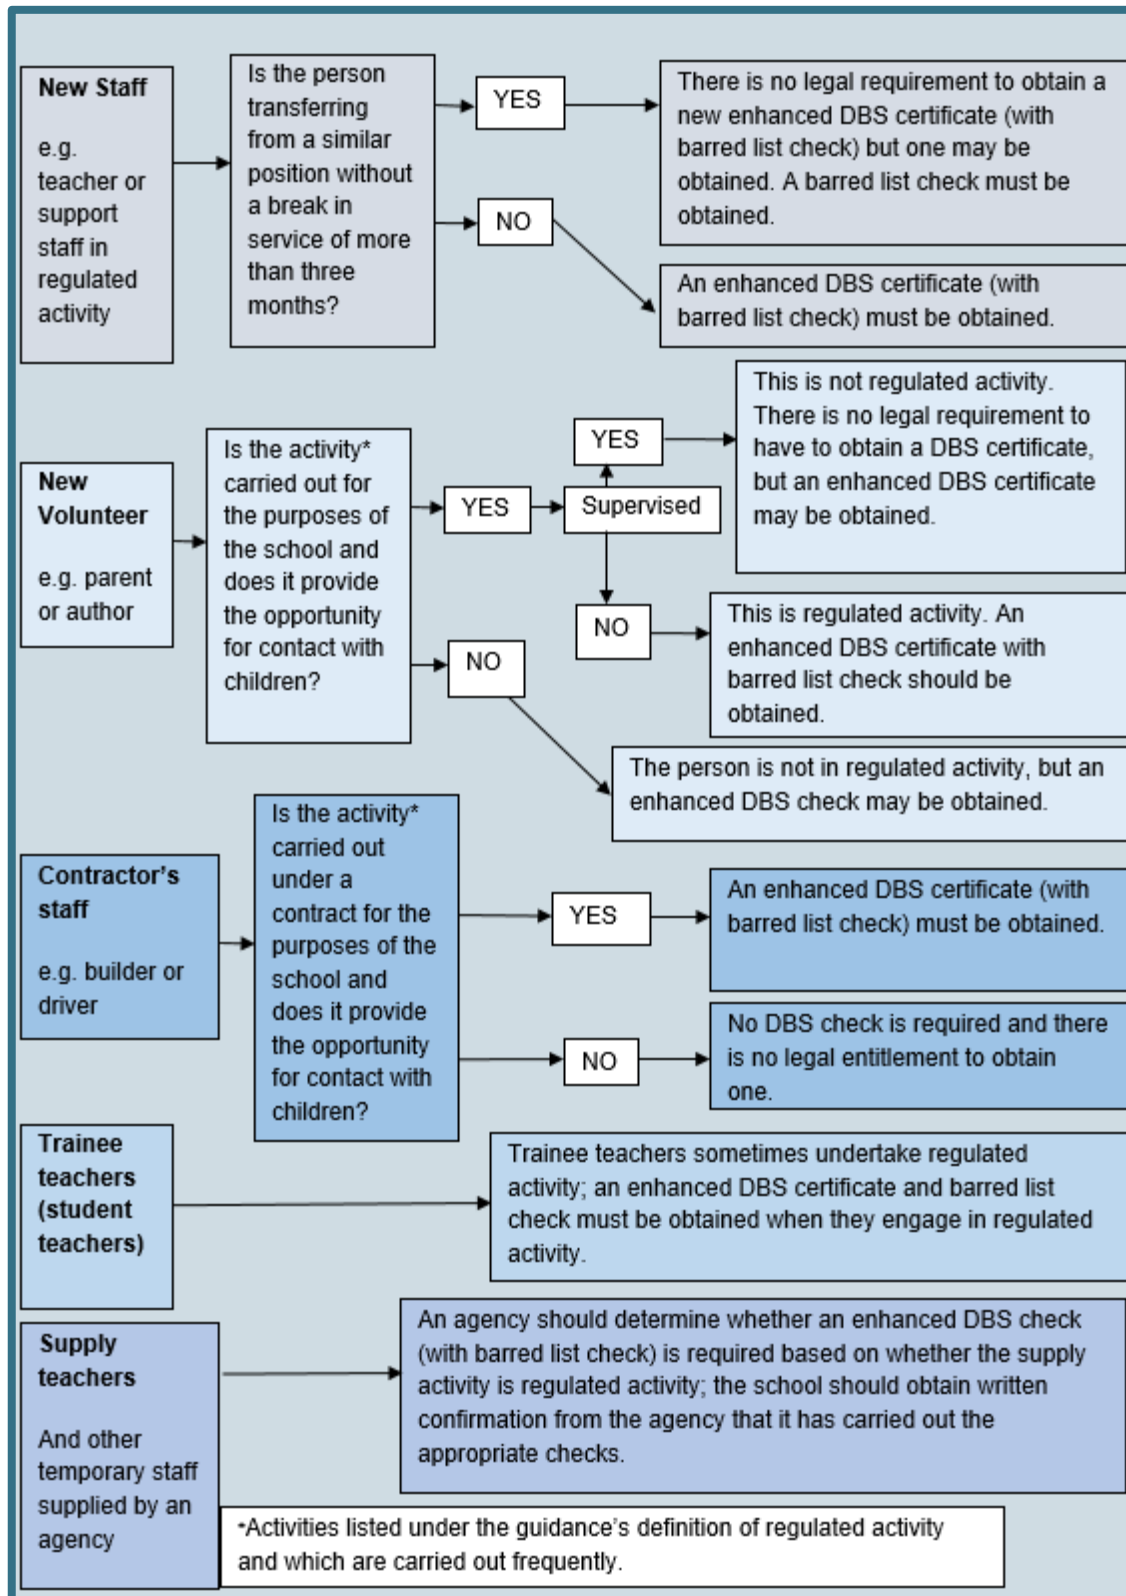 New Staff
e.g.
teacher or
support
staff in
regulated
activity
Is the person
transferring
from a similar
position without
a break in
service of more
than three
months?
YES
There is no legal requirement to obtain a
new enhanced DBS certificate (with
barred list check) but one may be
obtained. A barred list check must be
obtained.
NO
An enhanced DBS certificate (with
barred list check) must be obtained.
New
Volunteer
e.g. parent
or author
Is the activity*
carried out for
the purposes of
the school and
does it provide
the opportunity
for contact with
children?
YES
Supervised
YES
This is not regulated activity.
There is no legal requirement to
have to obtain a DBS certificate,
but an enhanced DBS certificate
may be obtained.
NO
This is regulated activity. An
enhanced DBS certificate with
barred list check should be
obtained.
NO
The person is not in regulated activity, but an
enhanced DBS check may be obtained.
Contractor’s
staff
e.g. builder or
driver
Is the activity*
carried out
under a
contract for the
purposes of the
school and
does it provide
the opportunity
for contact with
children?
YES
An enhanced DBS certificate (with
barred list check) must be obtained.
NO
No DBS check is required and there
is no legal entitlement to obtain
one.
Trainee
teachers
(student
teachers)
Trainee teachers sometimes undertake regulated
activity; an enhanced DBS certificate and barred list
check must be obtained when they engage in regulated
activity.
Supply
teachers
And other
temporary staff
supplied by an
agency
An agency should determine whether an enhanced DBS check
(with barred list check) is required based on whether the supply
activity is regulated activity; the school should obtain written
confirmation from the agency that it has carried out the
appropriate checks.
*Activities listed under the guidance’s definition of regulated activity
and which are carried out frequently.